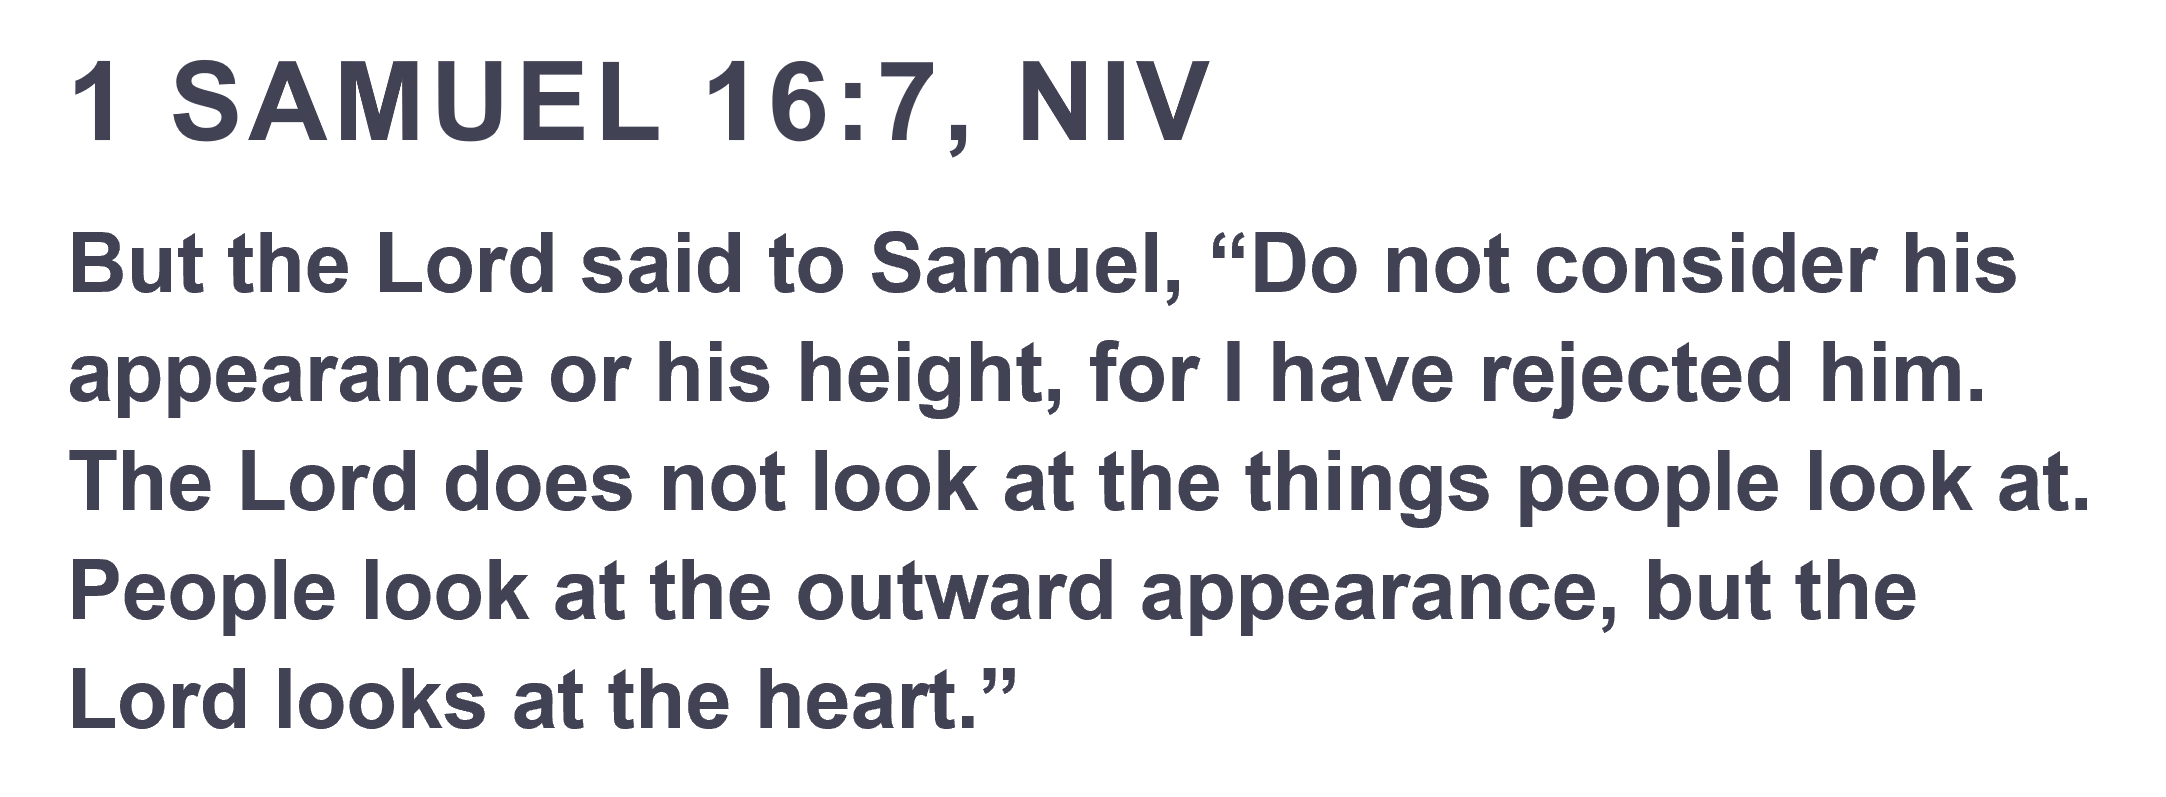 1 SAMUEL 16:7, NIV
But the Lord said to Samuel, “Do not consider his
appearance or his height, for I have rejected him.
The Lord does not look at the things people look at.
People look at the outward appearance, but the
Lord looks at the heart.”